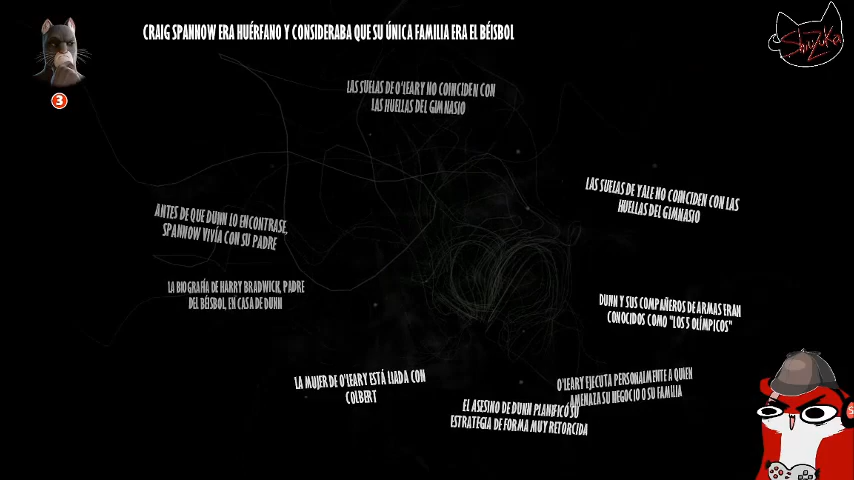 CRAIG SPANNOW ERA HUÉRFANO Y CONSIDERABA QUE SU ÚNICA FAMILIA ERA EL BÉISBOL
Shizuka
3
LAS SUELAS DE O'LEARY NO COINCIDEN CON
LAS HUELLAS DEL GIMNASIO
LAS SUELAS DE YALE NO COINCIDEN CON LAS
HUELLAS DEL GIMNASIO
ANTES DE QUE DUNN LO ENCONTRASE,
SPANNOW VIVÍA CON SU PADRE
LA BIOGRAFÍA DE HARRY BRADWICK, PADRE
DEL BÉISBOL, EN CASA DE DUNN
DUNN Y SUS COMPAÑEROS DE ARMAS ERAN
CONOCIDOS COMO "LOS 5 OLÍMPICOS"
LA MUJER DE O'LEARY ESTÁ LIADA CON
COLBERT
O'LEARY EJECUTA PERSONALMENTE A QUIEN
AMENAZA SU NEGOCIO O SU FAMILIA
EL ASESINO DE DUNN PLANIFICÓ SU
ESTRATEGIA DE FORMA MUY RETORCIDA
S